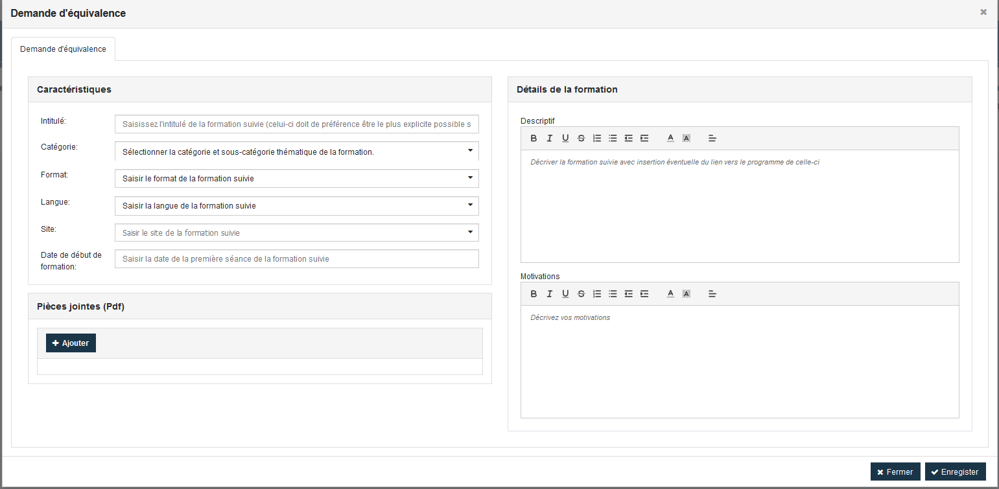 Demande d'équivalence
Demande d'équivalence
Caractéristiques
Intitulé:
Saisissez l'intitulé de la formation suivie (celui-ci doit de préférence être le plus explicite possible s
Catégorie:
Sélectionner la catégorie et sous-catégorie thématique de la formation.
Format:
Saisir le format de la formation suivie
Langue:
Saisir la langue de la formation suivie
Site:
Saisir le site de la formation suivie
Date de début de
formation:
Saisir la date de la première séance de la formation suivie
Pièces jointes (Pdf)
Ajouter
Détails de la formation
Descriptif
Décriver la formation suivie avec insertion éventuelle du lien vers le programme de celle-ci
Motivations
Décrivez vos motivations
Fermer
Enregister